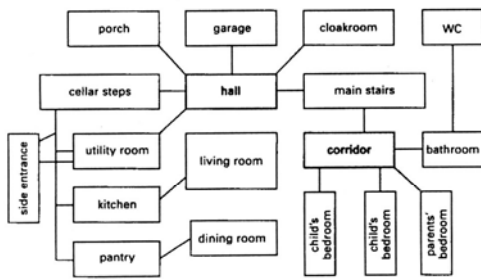 porch
garage
cloakroom
WC
cellar steps
hall
main stairs
side entrance
utility room
living room
corridor
bathroom
kitchen
pantry
dining room
child's
bedroom
child's
bedroom
parents'
bedroom